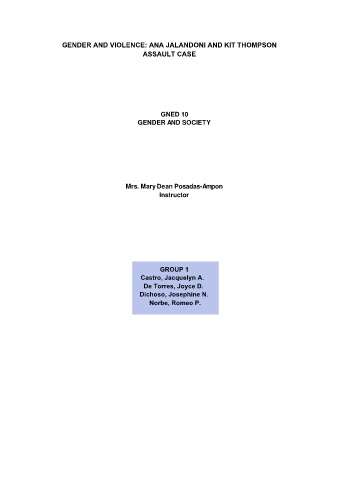 GENDER AND VIOLENCE: ANA JALANDONI AND KIT THOMPSON
ASSAULT CASE
GNED 10
GENDER AND SOCIETY
Mrs. Mary Dean Posadas-Ampon
Instructor
GROUP 1
Castro, Jacquelyn A.
De Torres, Joyce D.
Dichoso, Josephine N.
Norbe, Romeo P.